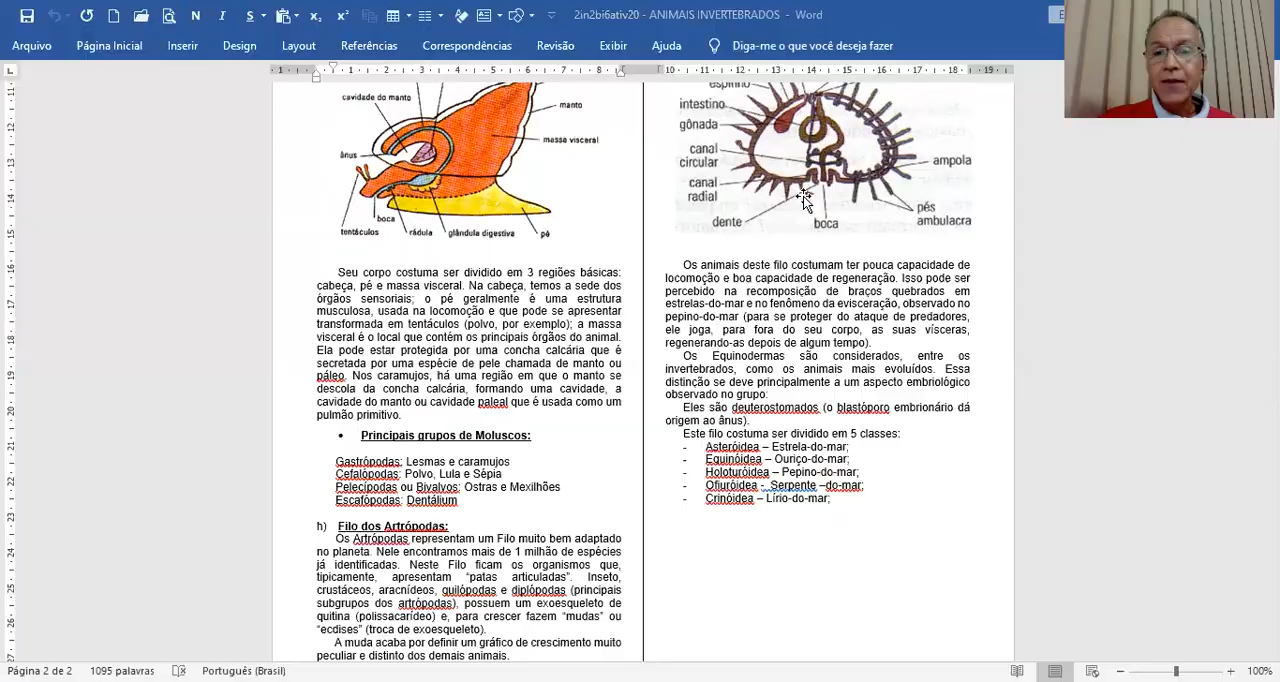 2in2bi6ativ20 - ANIMAIS INVERTEBRADOS - Word
Arquivo Página Inicial Inserir Design Layout Referências Correspondências Revisão Exibir Ajuda Diga-me o que você deseja fazer
cavidade do manto
manto
massa visceral
ânus
boca
tentáculos
rádula
glândula digestiva
pé
Seu corpo costuma ser dividido em 3 regiões básicas:
cabeça, pé e massa visceral. Na cabeça, temos a sede dos
órgãos sensoriais; o pé geralmente é uma estrutura
musculosa, usada na locomoção e que pode se apresentar
transformada em tentáculos (polvo, por exemplo); a massa
visceral é o local que contém os principais órgãos do animal.
Ela pode estar protegida por uma concha calcária que é
secretada por uma espécie de pele chamada de manto ou
páleo. Nos caramujos, há uma região em que o manto se
descola da concha calcária, formando uma cavidade, a
cavidade do manto ou cavidade paleal que é usada como um
pulmão primitivo.
• Principais grupos de Moluscos:
Gastrópodas: Lesmas e caramujos
Cefalópodas: Polvo, Lula e Sépia
Pelecípodas ou Bivalvos: Ostras e Mexilhões
Escafópodas: Dentálium
h) Filo dos Artrópodas:
Os Artrópodas representam um Filo muito bem adaptado
no planeta. Nele encontramos mais de 1 milhão de espécies
já identificadas. Neste Filo ficam os organismos que,
tipicamente, apresentam “patas articuladas”. Inseto,
crustáceos, aracnídeos, quilópodas e diplópodas (principais
subgrupos dos artrópodas), possuem um exoesqueleto de
quitina (polissacarídeo) e, para crescer fazem “mudas” ou
“ecdises” (troca de exoesqueleto).
A muda acaba por definir um gráfico de crescimento muito
peculiar e distinto dos demais animais.
espinho
intestino
gônada
canal
circular
canal
radial
dente
boca
ampola
pés
ambulacra
Os animais deste filo costumam ter pouca capacidade de
locomoção e boa capacidade de regeneração. Isso pode ser
percebido na recomposição de braços quebrados em
estrelas-do-mar e no fenômeno da evisceração, observado no
pepino-do-mar (para se proteger do ataque de predadores,
ele joga, para fora do seu corpo, as suas vísceras,
regenerando-as depois de algum tempo).
Os Equinodermas são considerados, entre os
invertebrados, como os animais mais evoluídos. Essa
distinção se deve principalmente a um aspecto embriológico
observado no grupo:
Eles são deuterostomados (o blastóporo embrionário dá
origem ao ânus).
Este filo costuma ser dividido em 5 classes:
- Asteróidea – Estrela-do-mar;
- Equinóidea – Ouriço-do-mar;
- Holoturóidea – Pepino-do-mar;
- Ofiuróidea - Serpente –do-mar;
- Crinóidea – Lírio-do-mar;
Página 2 de 2 1095 palavras Português (Brasil) 100%